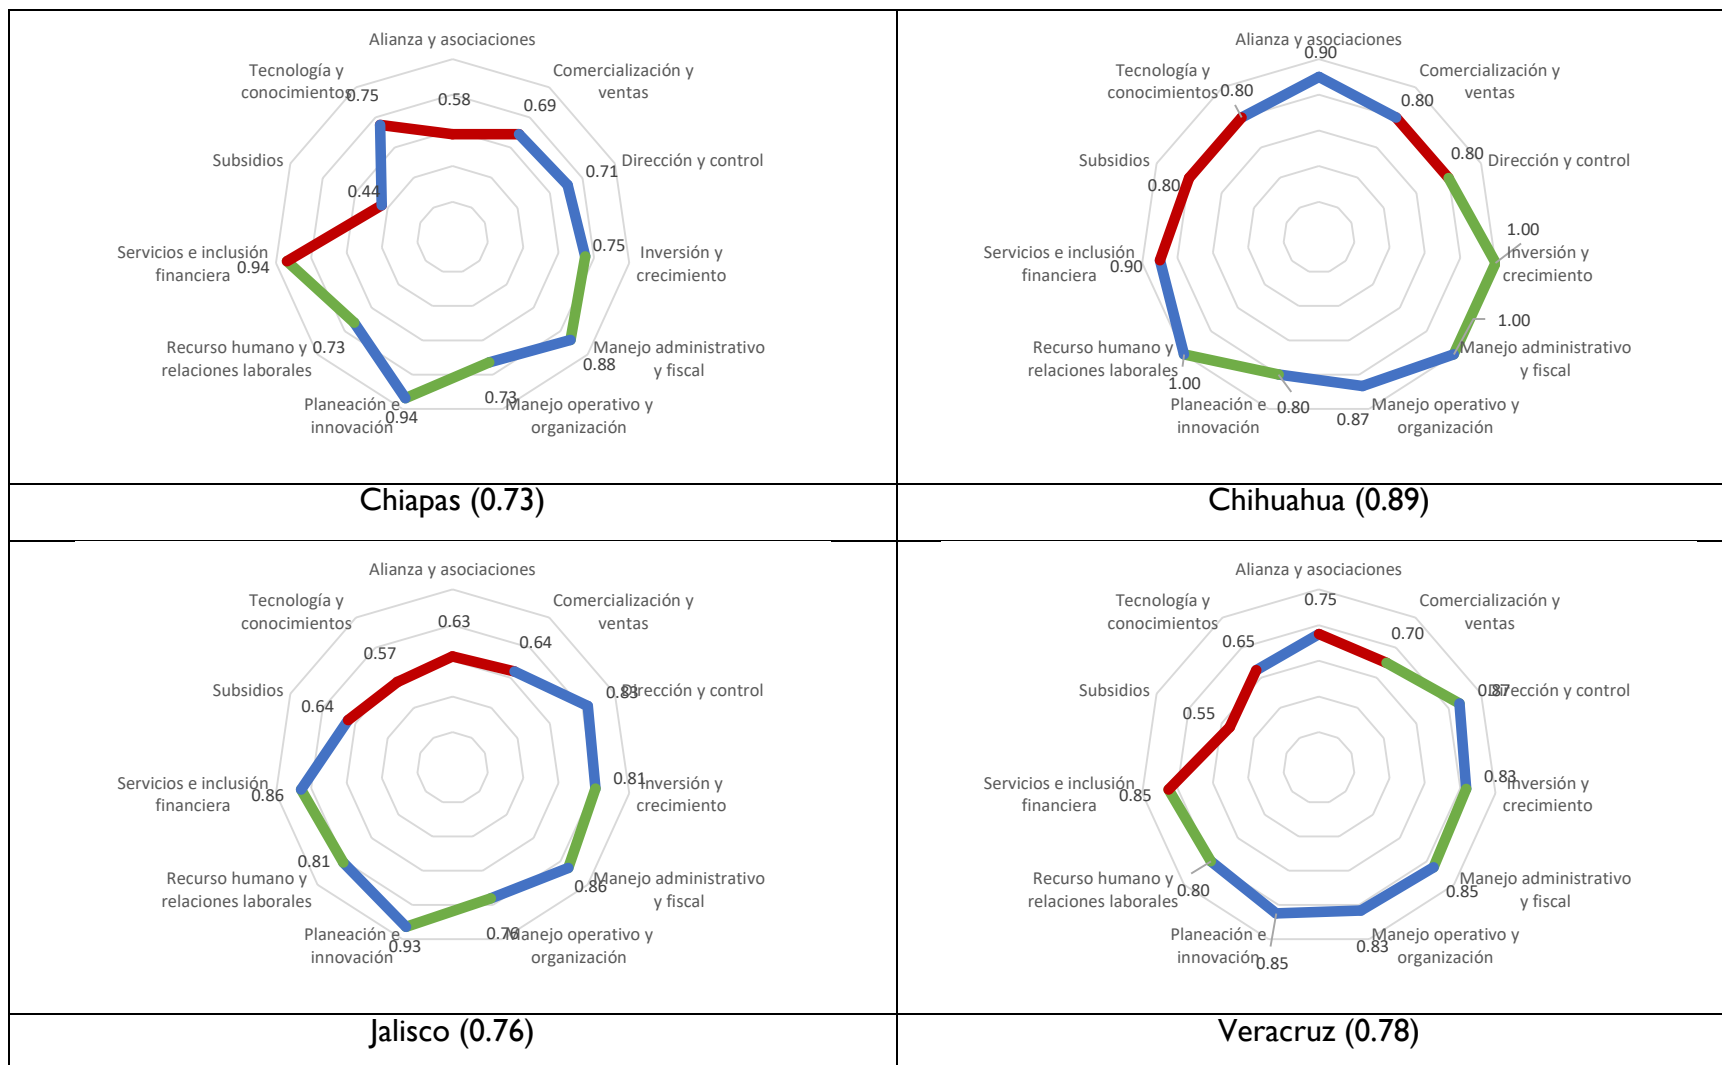 Alianza y asociaciones
0.58
Comercialización y
ventas
0.69
Dirección y control
0.71
Inversión y
crecimiento
0.75
Manejo administrativo
y fiscal
0.88
Manejo operativo y
organización
0.73
Planeación e
innovación
0.94
Recurso humano y
relaciones laborales
0.73
Servicios e inclusión
financiera
0.94
Subsidios
0.44
Tecnología y
conocimientos
0.75
Chiapas (0.73)
Alianza y asociaciones
0.90
Comercialización y
ventas
0.80
Dirección y control
0.80
Inversión y
crecimiento
1.00
Manejo administrativo
y fiscal
1.00
Manejo operativo y
organización
0.87
Planeación e
innovación
0.80
Recurso humano y
relaciones laborales
1.00
Servicios e inclusión
financiera
0.90
Subsidios
0.80
Tecnología y
conocimientos
0.80
Chihuahua (0.89)
Alianza y asociaciones
0.63
Comercialización y
ventas
0.64
Dirección y control
0.83
Inversión y
crecimiento
0.81
Manejo administrativo
y fiscal
0.86
Manejo operativo y
organización
0.76
Planeación e
innovación
0.93
Recurso humano y
relaciones laborales
0.81
Servicios e inclusión
financiera
0.86
Subsidios
0.64
Tecnología y
conocimientos
0.57
Jalisco (0.76)
Alianza y asociaciones
0.75
Comercialización y
ventas
0.70
Dirección y control
0.87
Inversión y
crecimiento
0.83
Manejo administrativo
y fiscal
0.85
Manejo operativo y
organización
0.83
Planeación e
innovación
0.85
Recurso humano y
relaciones laborales
0.80
Servicios e inclusión
financiera
0.85
Subsidios
0.55
Tecnología y
conocimientos
0.65
Veracruz (0.78)